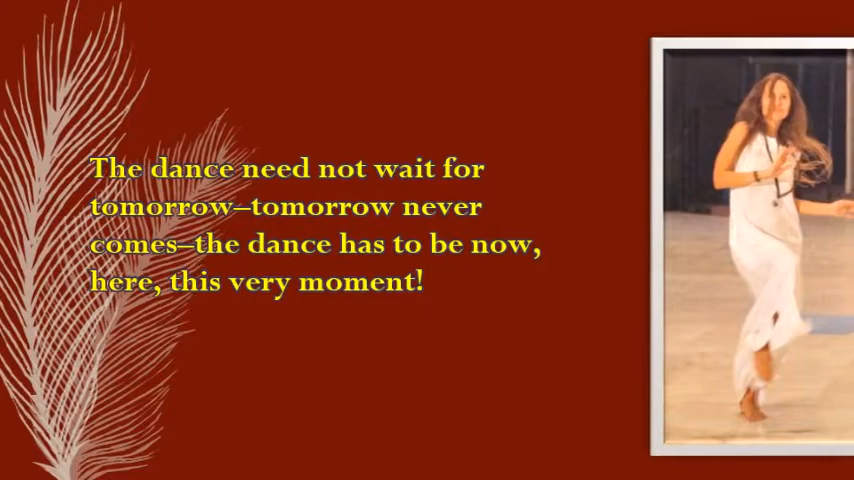 The dance need not wait for
tomorrow–tomorrow never
comes–the dance has to be now,
here, this very moment!